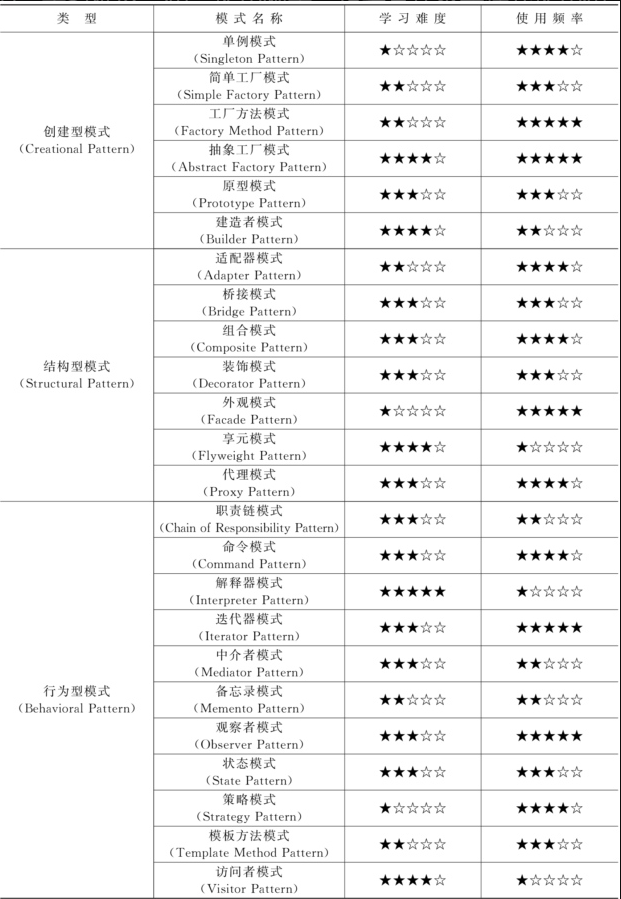 类 型 模式名称 学习难度 使用频率
创建型模式
(Creational Pattern)
单例模式
(Singleton Pattern)
★☆☆☆☆ ★★★★☆
简单工厂模式
(Simple Factory Pattern)
★★☆☆☆ ★★★☆☆
工厂方法模式
(Factory Method Pattern)
★★☆☆☆ ★★★★★
抽象工厂模式
(Abstract Factory Pattern)
★★★★☆ ★★★★★
原型模式
(Prototype Pattern)
★★★☆☆ ★★★☆☆
建造者模式
(Builder Pattern)
★★★★☆ ★★☆☆☆
结构型模式
(Structural Pattern)
适配器模式
(Adapter Pattern)
★★☆☆☆ ★★★★☆
桥接模式
(Bridge Pattern)
★★★☆☆ ★★★☆☆
组合模式
(Composite Pattern)
★★★☆☆ ★★★★☆
装饰模式
(Decorator Pattern)
★★★☆☆ ★★★☆☆
外观模式
(Facade Pattern)
★☆☆☆☆ ★★★★★
享元模式
(Flyweight Pattern)
★★★★☆ ★☆☆☆☆
代理模式
(Proxy Pattern)
★★★☆☆ ★★★★☆
行为型模式
(Behavioral Pattern)
职责链模式
(Chain of Responsibility Pattern)
★★★☆☆ ★★☆☆☆
命令模式
(Command Pattern)
★★★☆☆ ★★★★☆
解释器模式
(Interpreter Pattern)
★★★★★ ★☆☆☆☆
迭代器模式
(Iterator Pattern)
★★★☆☆ ★★★★★
中介者模式
(Mediator Pattern)
★★★☆☆ ★★☆☆☆
备忘录模式
(Memento Pattern)
★★☆☆☆ ★★☆☆☆
观察者模式
(Observer Pattern)
★★★☆☆ ★★★★★
状态模式
(State Pattern)
★★★☆☆ ★★★☆☆
策略模式
(Strategy Pattern)
★☆☆☆☆ ★★★★☆
模板方法模式
(Template Method Pattern)
★★☆☆☆ ★★★☆☆
访问者模式
(Visitor Pattern)
★★★★☆ ★☆☆☆☆